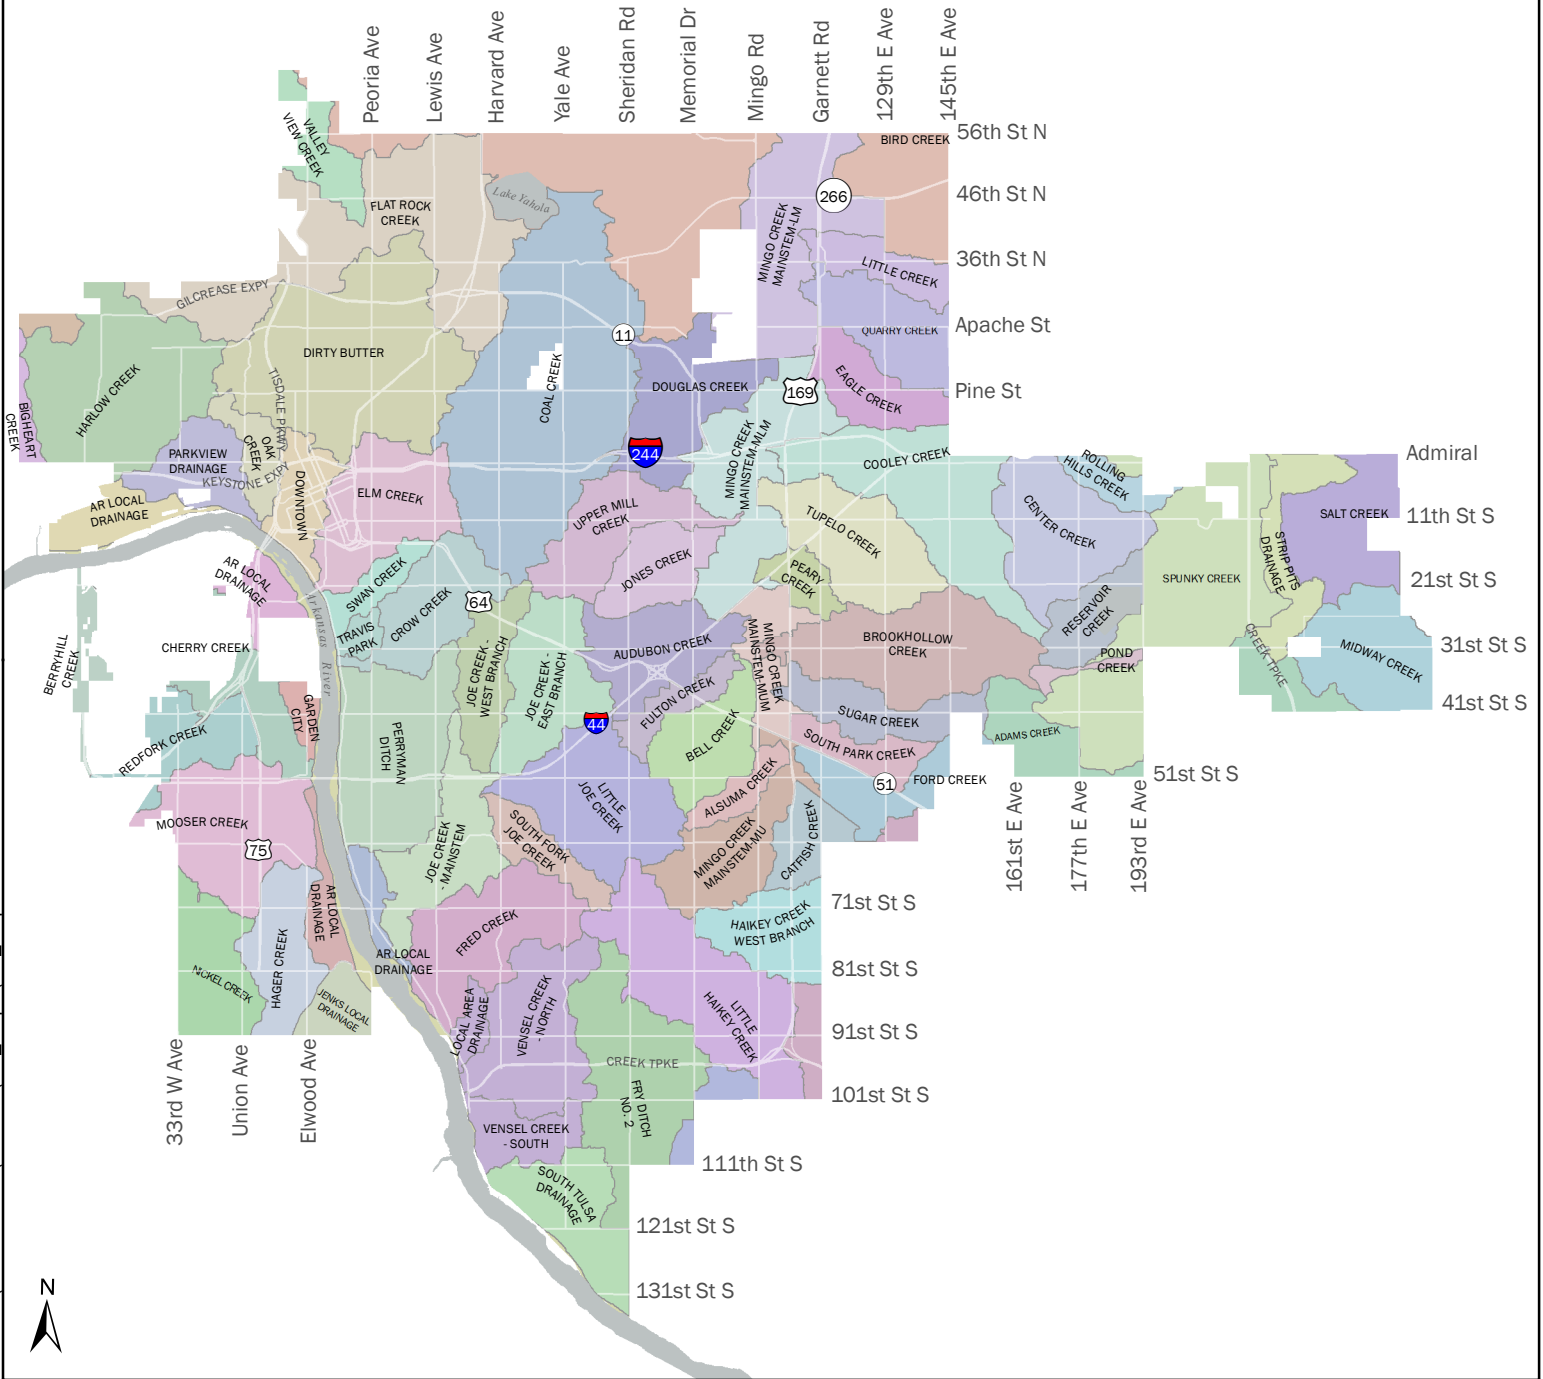 Peoria Ave
Lewis Ave
Harvard Ave
Yale Ave
Sheridan Rd
Memorial Dr
Mingo Rd
Garnett Rd
129th E Ave
145th E Ave
56th St N
46th St N
36th St N
Apache St
Pine St
Admiral
11th St S
21st St S
31st St S
41st St S
51st St S
161st E Ave
177th E Ave
193rd E Ave
71st St S
81st St S
91st St S
101st St S
111th St S
121st St S
131st St S
33rd W Ave
Union Ave
Elwood Ave
VALLEY
VIEW CREEK
FLAT ROCK
CREEK
Lake Yahola
BIRD CREEK
266
MINGO CREEK
MAINSTEM-LM
LITTLE CREEK
QUARRY CREEK
GILCREASE EXPY
DIRTY BUTTER
11
COAL CREEK
DOUGLAS CREEK
169
EAGLE CREEK
HARLOW CREEK
BIGHEART
CREEK
TISDALE PKWY
OAK
CREEK
PARKVIEW
DRAINAGE
KEYSTONE EXPY
DOWNTOWN
ELM CREEK
244
MINGO CREEK
MAINSTEM-MLM
COOLEY CREEK
ROLLING
HILLS CREEK
AR LOCAL
DRAINAGE
UPPER MILL
CREEK
TUPELO CREEK
CENTER CREEK
SALT CREEK
STRIP PITS
DRAINAGE
SPUNKY CREEK
AR LOCAL
DRAINAGE
SWAN CREEK
JONES CREEK
PEARY
CREEK
RESERVOIR
CREEK
64
CROW CREEK
TRAVIS
PARK
Arkansas River
CHERRY CREEK
BERRYHILL
CREEK
JOE CREEK -
WEST BRANCH
JOE CREEK -
EAST BRANCH
AUDUBON CREEK
MINGO CREEK
MAINSTEM-MUM
BROOKHOLLOW
CREEK
POND
CREEK
CREEK TPKE
MIDWAY CREEK
GARDEN
CITY
REDFORK CREEK
PERRYMAN
DITCH
44
FULTON CREEK
BELL CREEK
SUGAR CREEK
SOUTH PARK CREEK
ADAMS CREEK
51
FORD CREEK
LITTLE
JOE CREEK
ALSUMA CREEK
MOOSER CREEK
75
JOE CREEK
- MAINSTEM
SOUTH FORK
JOE CREEK
MINGO CREEK
MAINSTEM-MU
CATFISH CREEK
AR LOCAL
DRAINAGE
HAIKEY CREEK
WEST BRANCH
FRED CREEK
AR LOCAL
DRAINAGE
NICKEL CREEK
HAGER CREEK
JENKS LOCAL
DRAINAGE
LOCAL AREA
DRAINAGE
VENSEL CREEK
- NORTH
LITTLE
HAIKEY CREEK
CREEK TPKE
FRY DITCH
NO. 2
VENSEL CREEK
- SOUTH
SOUTH TULSA
DRAINAGE
N